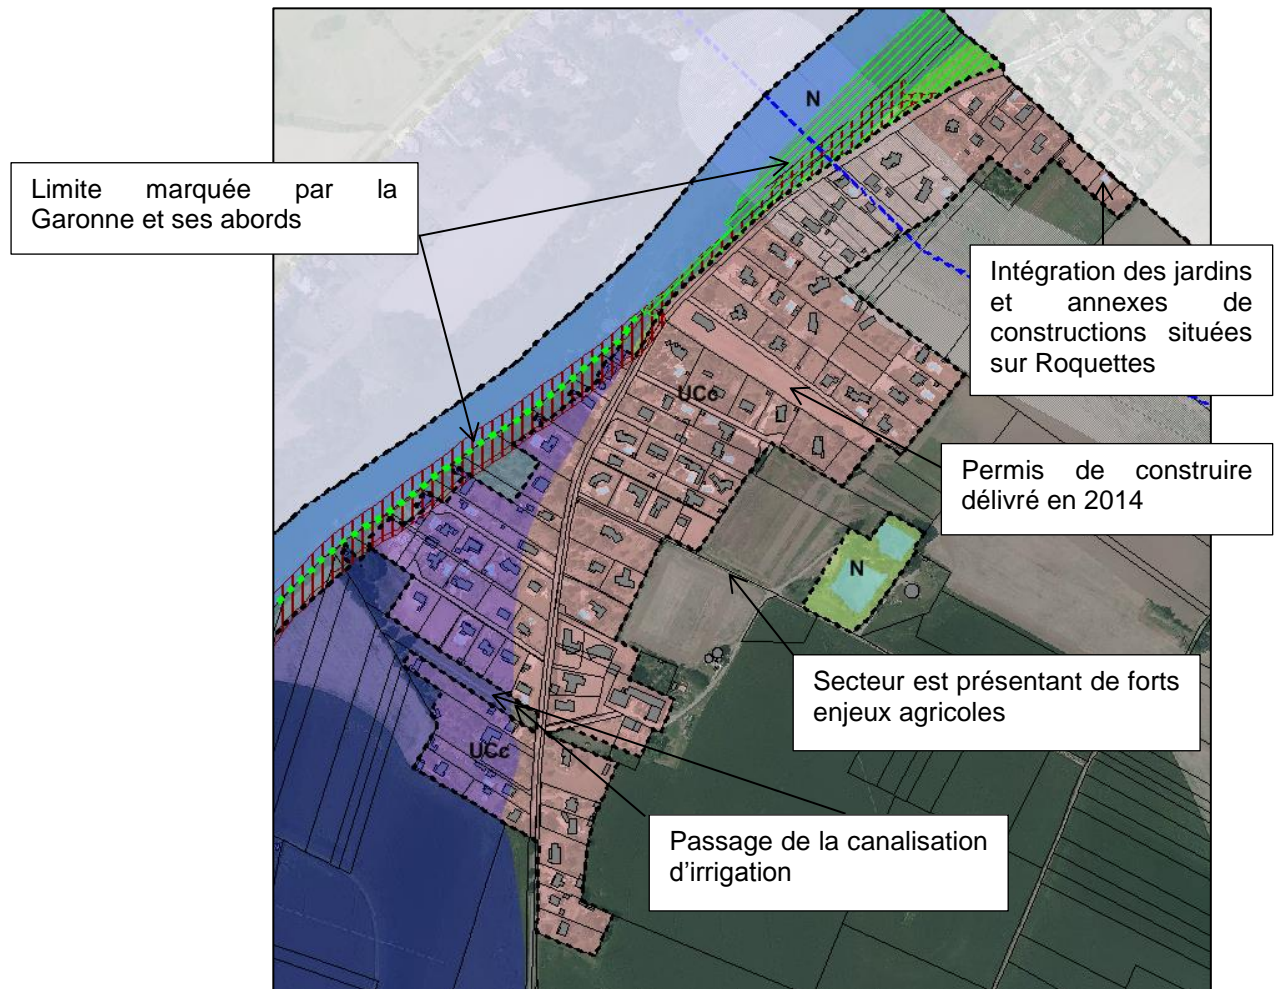 N
Limite marquée par la
Garonne et ses abords
Intégration des jardins
et annexes de
constructions situées
sur Roquettes
UCc
Permis de construire
délivré en 2014
N
Secteur est présentant de forts
enjeux agricoles
UCc
Passage de la canalisation
d'irrigation